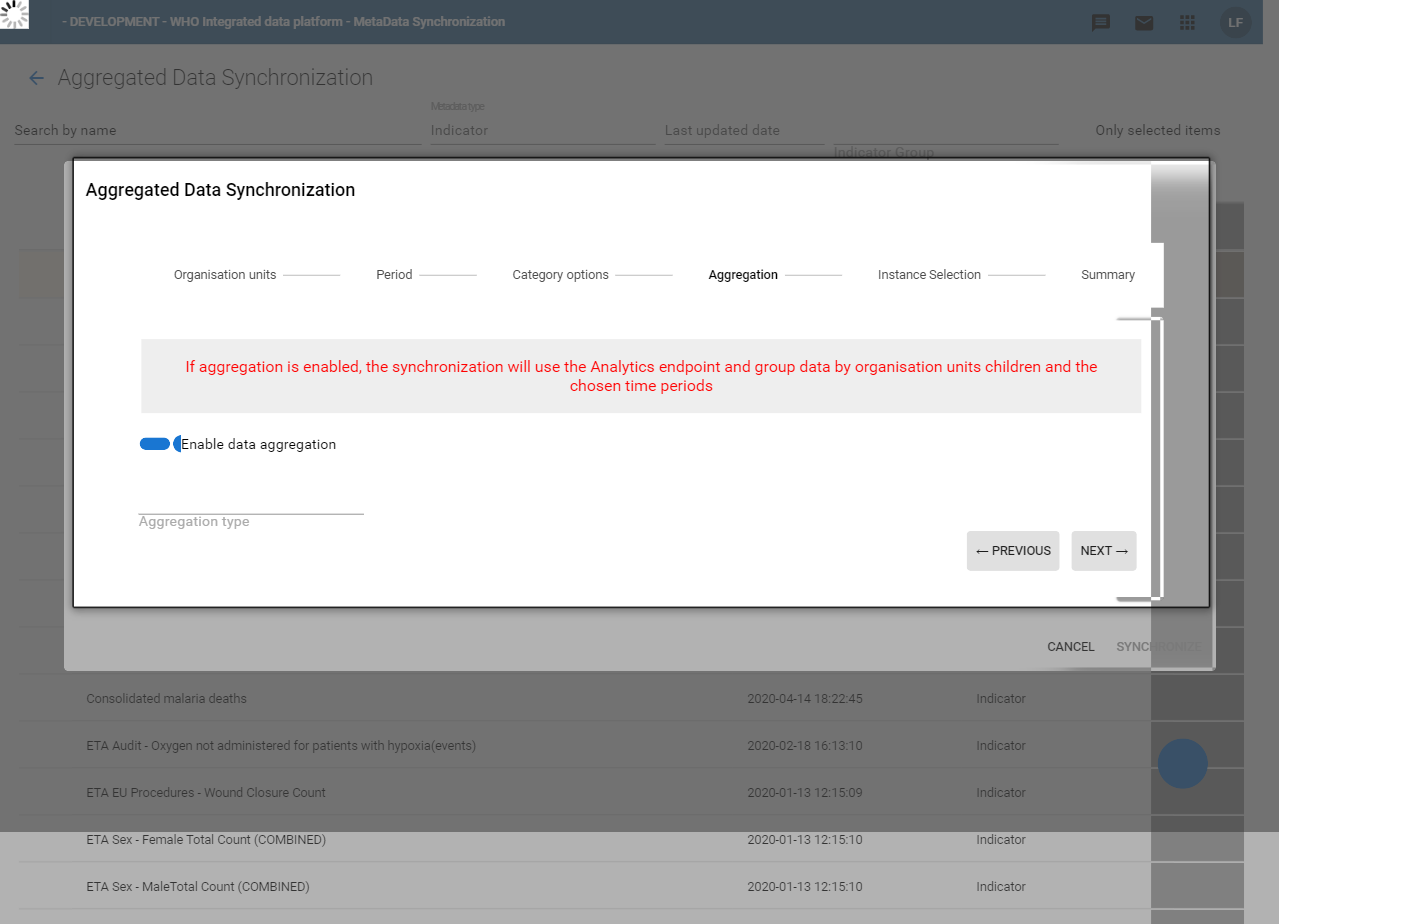 - DEVELOPMENT - WHO Integrated data platform - MetaData Synchronization
LF
Aggregated Data Synchronization
Metadata type
Search by name
Indicator
Last updated date
Only selected items
Indicator Group
Aggregated Data Synchronization
Organisation units
Period
Category options
Aggregation
Instance Selection
Summary
If aggregation is enabled, the synchronization will use the Analytics endpoint and group data by organisation units children and the
chosen time periods
Enable data aggregation
Aggregation type
← PREVIOUS
NEXT →
CANCEL
SYNCHRONIZE
Consolidated malaria deaths 2020-04-14 18:22:45 Indicator
ETA Audit - Oxygen not administered for patients with hypoxia(events) 2020-02-18 16:13:10 Indicator
ETA EU Procedures - Wound Closure Count 2020-01-13 12:15:09 Indicator
ETA Sex - Female Total Count (COMBINED) 2020-01-13 12:15:10 Indicator
ETA Sex - MaleTotal Count (COMBINED) 2020-01-13 12:15:10 Indicator